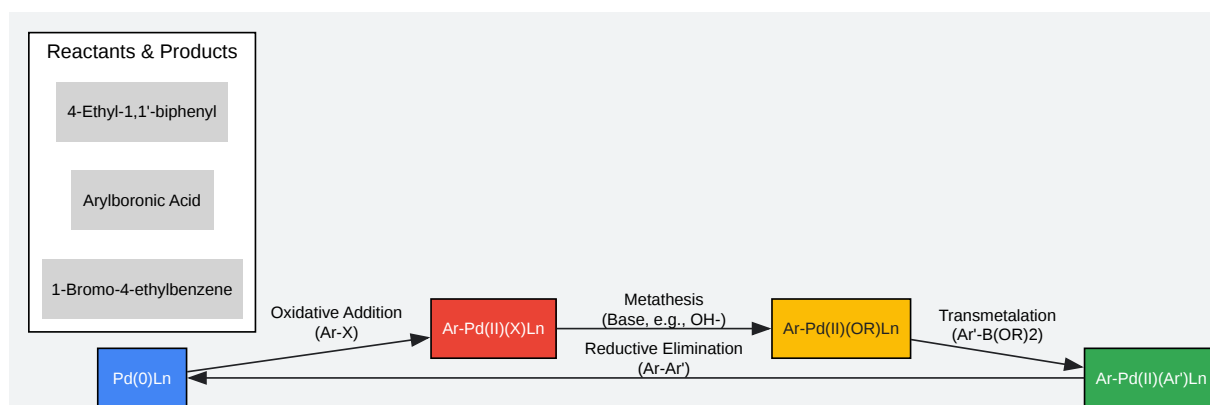 Reactants & Products
4-Ethyl-1,1'-biphenyl
Arylboronic Acid
1-Bromo-4-ethylbenzene
Oxidative Addition
(Ar-X)
Ar-Pd(II)(X)Ln
Metathesis
(Base, e.g., OH-)
Ar-Pd(II)(OR)Ln
Transmetalation
(Ar'-B(OR)2)
Reductive Elimination
(Ar-Ar')
Pd(0)Ln
Ar-Pd(II)(Ar')Ln